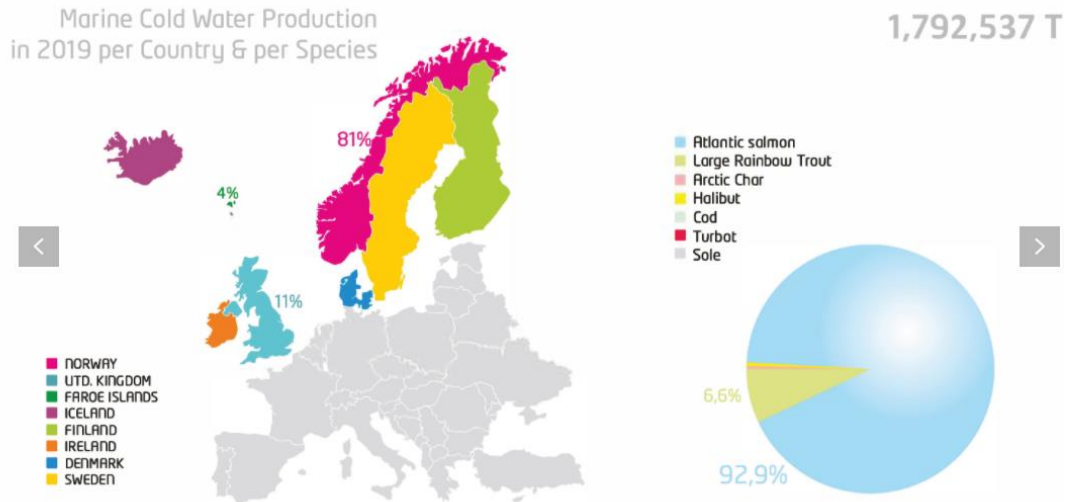 Marine Cold Water Production
in 2019 per Country & per Species
1,792,537 T
81%
4%
11%
NORWAY
UTD. KINGDOM
FAROE ISLANDS
ICELAND
FINLAND
IRELAND
DENMARK
SWEDEN
Atlantic salmon
Large Rainbow Trout
Arctic Char
Halibut
Cod
Turbot
Sole
6,6%
92,9%